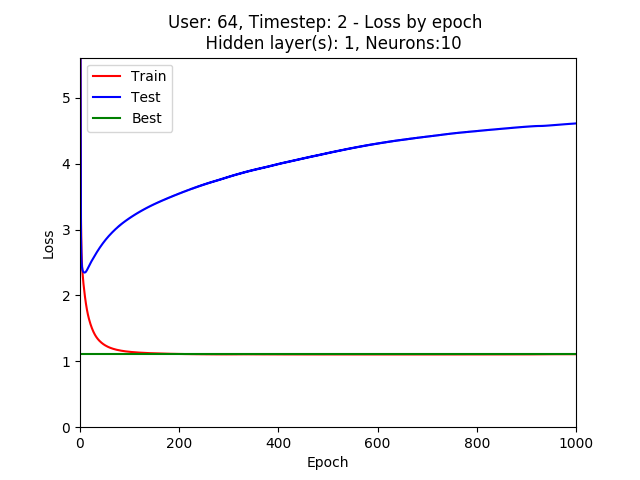 User: 64, Timestep: 2 - Loss by epoch
Hidden layer(s): 1, Neurons:10
Train
Test
Best
5
4
3
2
1
0
Loss
0 200 400 600 800 1000
Epoch